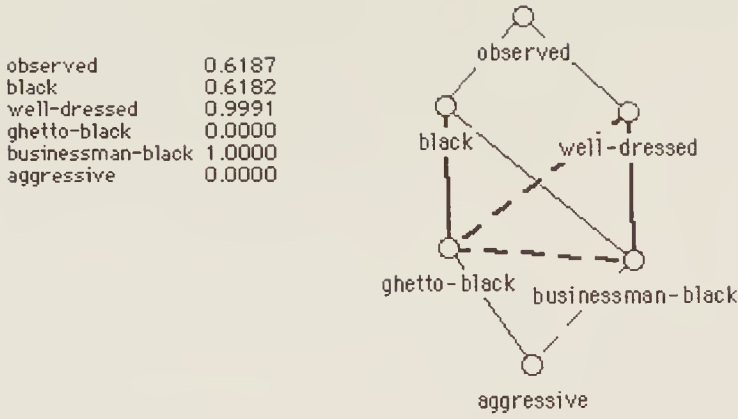 observed 0.6187
black 0.6182
well-dressed 0.9991
ghetto-black 0.0000
businessman-black 1.0000
aggressive 0.0000
observed
black
well-dressed
ghetto-black
businessman-black
aggressive